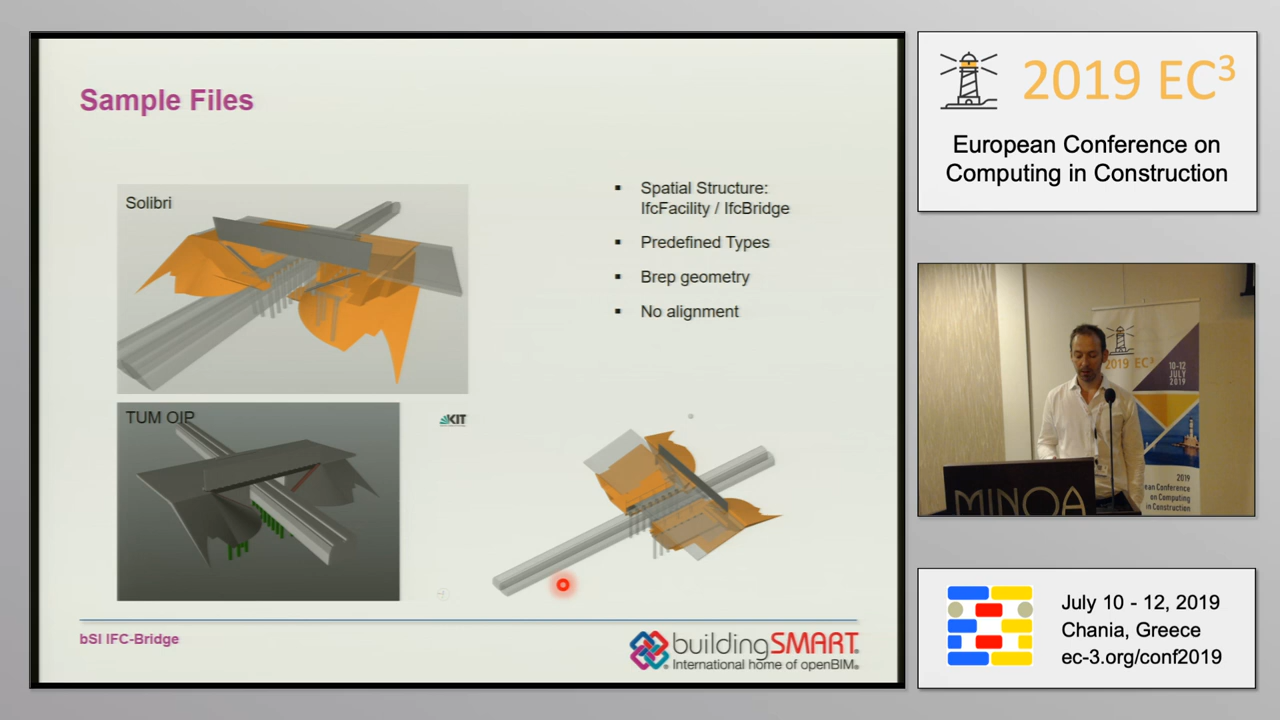 Sample Files
Solibri
TUM OIP
KIT
Spatial Structure:
IfcFacility / IfcBridge
Predefined Types
Brep geometry
No alignment
bSI IFC-Bridge
buildingSMART
International home of openBIM
2019 EC³
European Conference on
Computing in Construction
2019 EC³
10-12
JULY
2019
2019
ean Conference
on Computing
in Construction
MINOA
July 10 - 12, 2019
Chania, Greece
ec-3.org/conf2019